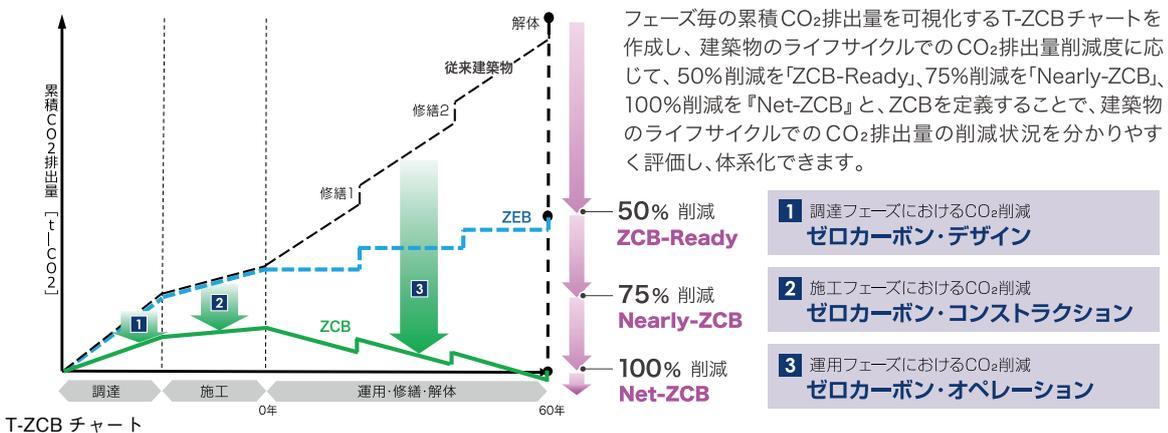 フェーズ毎の累積CO₂排出量を可視化するT-ZCBチャートを
作成し、建築物のライフサイクルでのCO₂排出量削減度に応
じて、50%削減を「ZCB-Ready」、75%削減を「Nearly-ZCB」、
100%削減を『Net-ZCB』と、ZCBを定義することで、建築物
のライフサイクルでのCO₂排出量の削減状況を分かりやす
く評価し、体系化できます。
累積CO2排出量 [t-CO2]
解体
従来建築物
修繕2
修繕1
ZEB
ZCB
1
2
3
調達
施工
運用・修繕・解体
0年
60年
T-ZCB チャート
50% 削減
ZCB-Ready
75% 削減
Nearly-ZCB
100% 削減
Net-ZCB
1 調達フェーズにおけるCO₂削減
ゼロカーボン・デザイン
2 施工フェーズにおけるCO₂削減
ゼロカーボン・コンストラクション
3 運用フェーズにおけるCO₂削減
ゼロカーボン・オペレーション